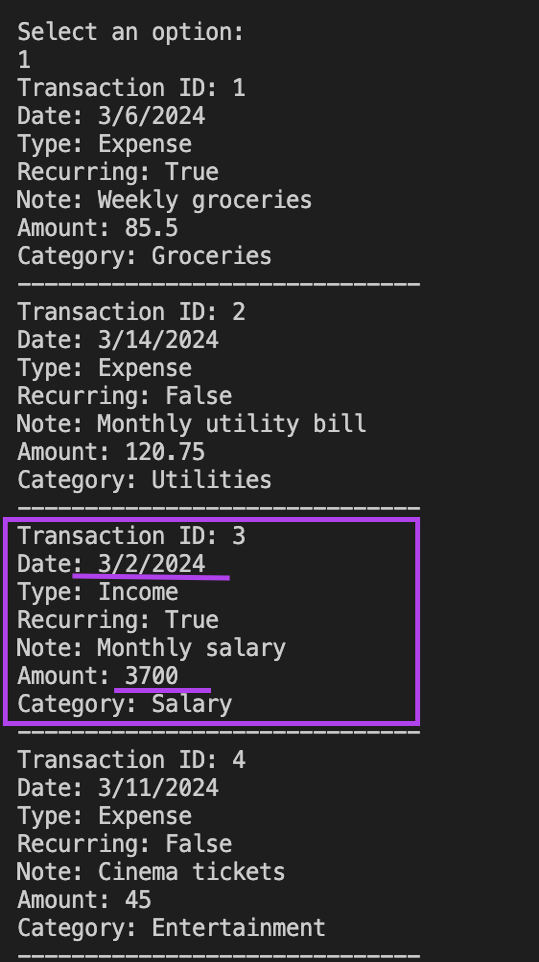 Select an option:
1
Transaction ID: 1
Date: 3/6/2024
Type: Expense
Recurring: True
Note: Weekly groceries
Amount: 85.5
Category: Groceries
------------------------------
Transaction ID: 2
Date: 3/14/2024
Type: Expense
Recurring: False
Note: Monthly utility bill
Amount: 120.75
Category: Utilities
------------------------------
Transaction ID: 3
Date: 3/2/2024
Type: Income
Recurring: True
Note: Monthly salary
Amount: 3700
Category: Salary
------------------------------
Transaction ID: 4
Date: 3/11/2024
Type: Expense
Recurring: False
Note: Cinema tickets
Amount: 45
Category: Entertainment
------------------------------